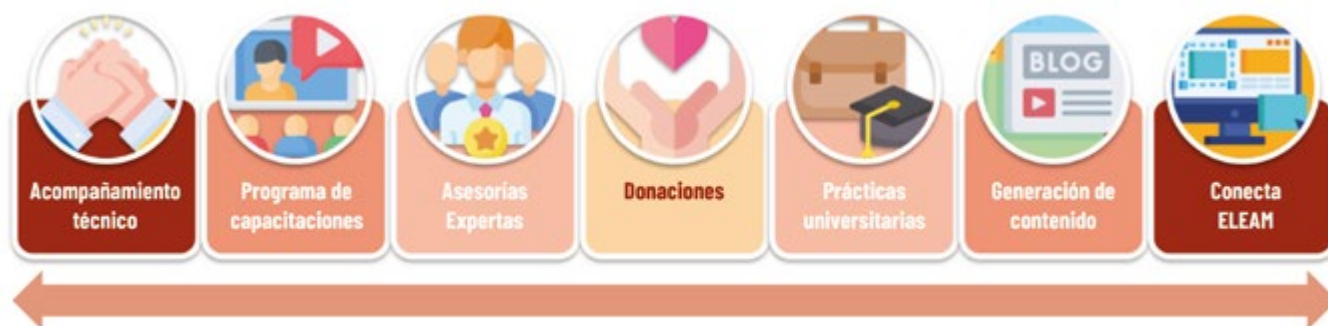 Acompañamiento
técnico
Programa de
capacitaciones
Asesorías
Expertas
Donaciones
Prácticas
universitarias
BLOG
Generación de
contenido
Conecta
ELEAM